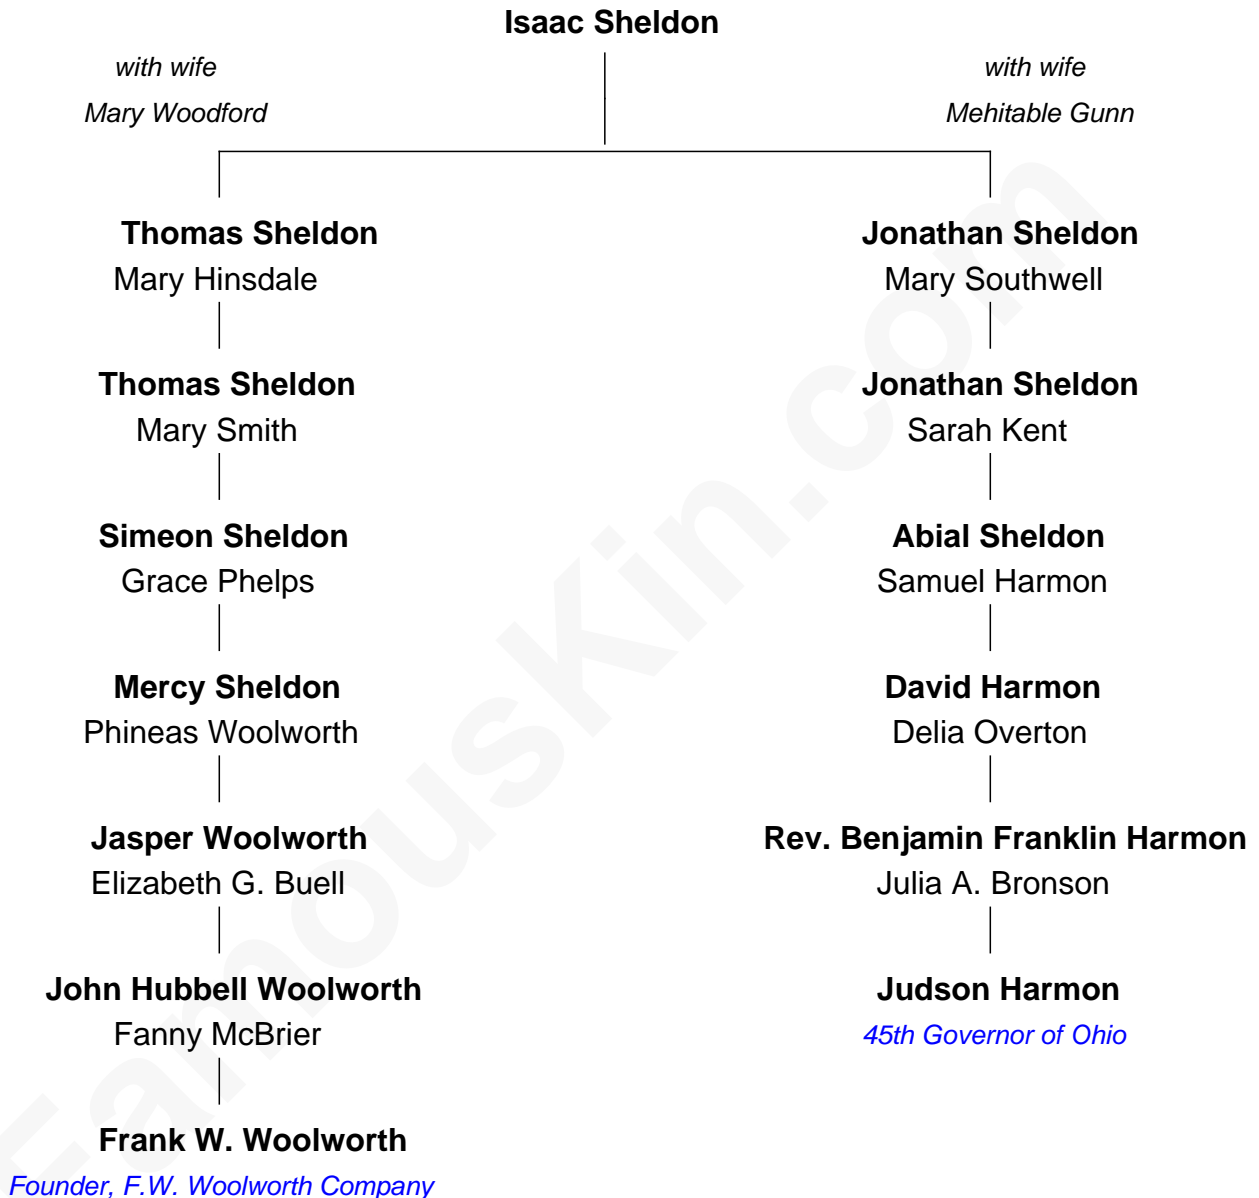 Isaac Sheldon
with wife
Mary Woodford
with wife
Mehitable Gunn
Thomas Sheldon
Mary Hinsdale
Jonathan Sheldon
Mary Southwell
Thomas Sheldon
Mary Smith
Jonathan Sheldon
Sarah Kent
Simeon Sheldon
Grace Phelps
Abial Sheldon
Samuel Harmon
Mercy Sheldon
Phineas Woolworth
David Harmon
Delia Overton
Jasper Woolworth
Elizabeth G. Buell
Rev. Benjamin Franklin Harmon
Julia A. Bronson
John Hubbell Woolworth
Fanny McBrier
Judson Harmon
45th Governor of Ohio
Frank W. Woolworth
Founder, F.W. Woolworth Company
FamousKin.com